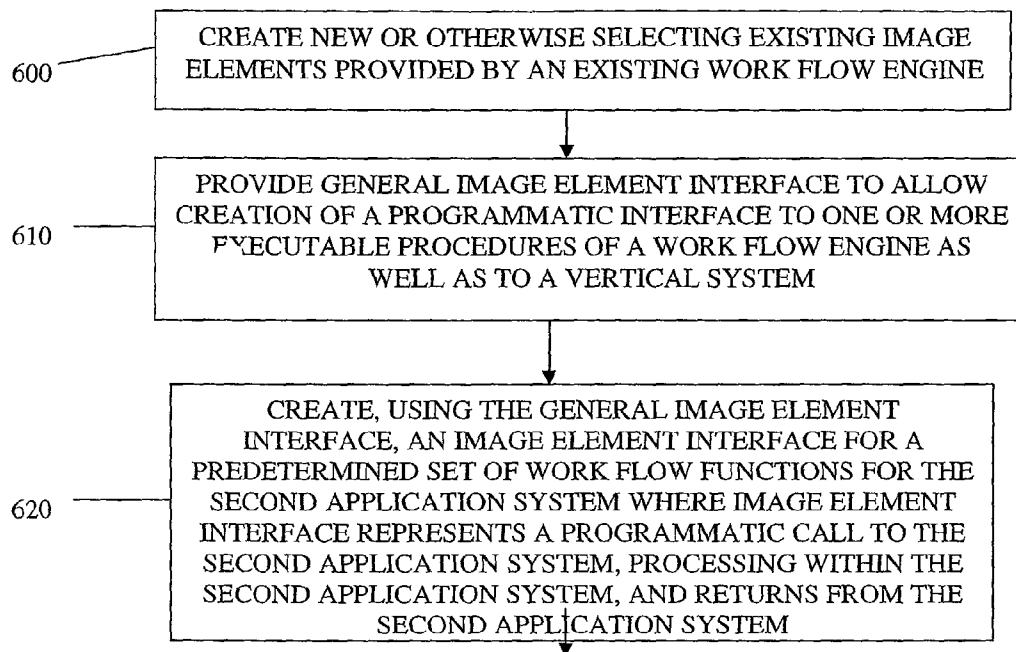 600
CREATE NEW OR OTHERWISE SELECTING EXISTING IMAGE
ELEMENTS PROVIDED BY AN EXISTING WORK FLOW ENGINE
610
PROVIDE GENERAL IMAGE ELEMENT INTERFACE TO ALLOW
CREATION OF A PROGRAMMATIC INTERFACE TO ONE OR MORE
EXECUTABLE PROCEDURES OF A WORK FLOW ENGINE AS
WELL AS TO A VERTICAL SYSTEM
620
CREATE, USING THE GENERAL IMAGE ELEMENT
INTERFACE, AN IMAGE ELEMENT INTERFACE FOR A
PREDETERMINED SET OF WORK FLOW FUNCTIONS FOR THE
SECOND APPLICATION SYSTEM WHERE IMAGE ELEMENT
INTERFACE REPRESENTS A PROGRAMMATIC CALL TO THE
SECOND APPLICATION SYSTEM, PROCESSING WITHIN THE
SECOND APPLICATION SYSTEM, AND RETURNS FROM THE
SECOND APPLICATION SYSTEM